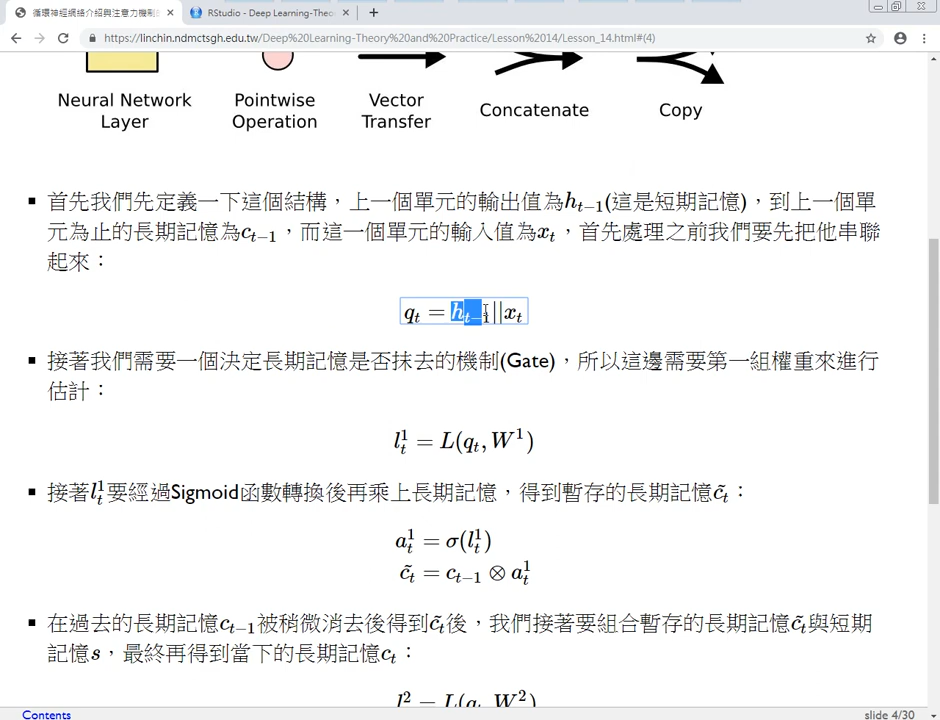 循環神經網絡介紹與注意力機制
RStudio - Deep Learning-Theo
https://linchin.ndmctsgh.edu.tw/Deep%20Learning-Theory%20and%20Practice/Lesson%2014/Lesson_14.html#(4)
Neural Network Layer
Pointwise Operation
Vector Transfer
Concatenate
Copy
首先我們先定義一下這個結構，上一個單元的輸出值為h_{t−1}(這是短期記憶)，到上一個單
元為止的長期記憶為c_{t−1}，而這一個單元的輸入值為x_t，首先處理之前我們要先把他串聯
起來：
q_t = h_{t−1}||x_t
接著我們需要一個決定長期記憶是否抹去的機制(Gate)，所以這邊需要第一組權重來進行
估計：
l_t^1 = L(q_t, W^1)
接著l_t^1要經過Sigmoid函數轉換後再乘上長期記憶，得到暫存的長期記憶c̃_t：
a_t^1 = σ(l_t^1)
c̃_t = c_{t−1} ⊗ a_t^1
在過去的長期記憶c_{t−1}被稍微消去後得到c̃_t後，我們接著要組合暫存的長期記憶c̃_t與短期
記憶s，最終再得到當下的長期記憶c_t：
Contents
slide 4/30